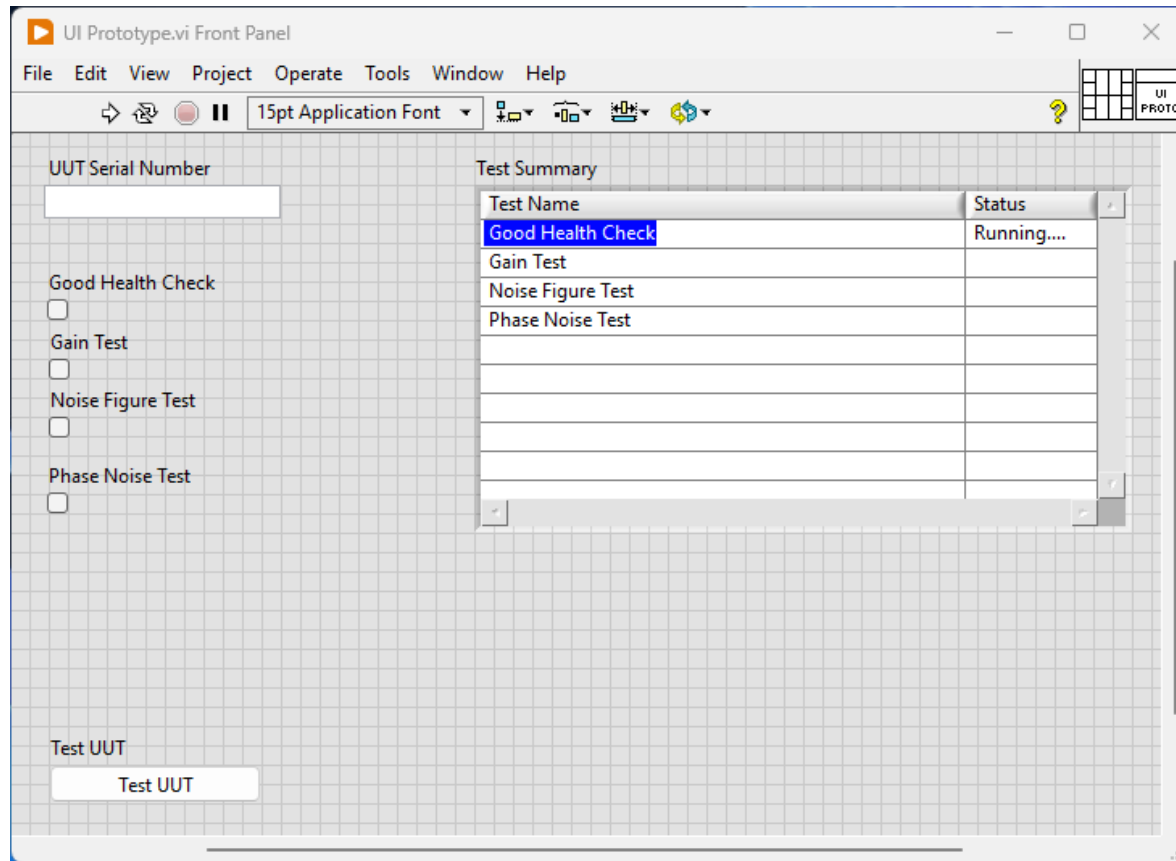 UI Prototype.vi Front Panel
File Edit View Project Operate Tools Window Help
15pt Application Font
UI
PROTO
UUT Serial Number
Good Health Check
Gain Test
Noise Figure Test
Phase Noise Test
Test UUT
Test UUT
Test Summary
Test Name Status
Good Health Check Running....
Gain Test
Noise Figure Test
Phase Noise Test